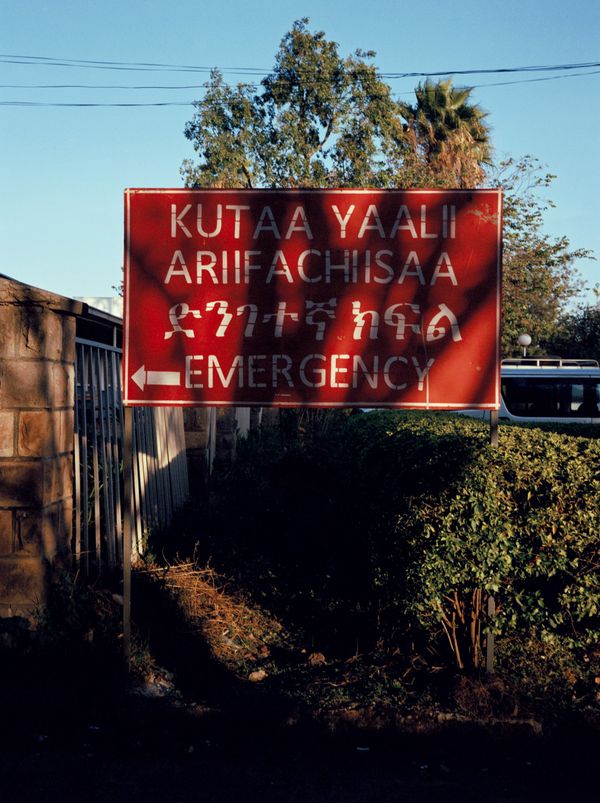 KUTAA YAALII
ARIIFACHIISAA
ድንገተኛ ክፍል
EMERGENCY